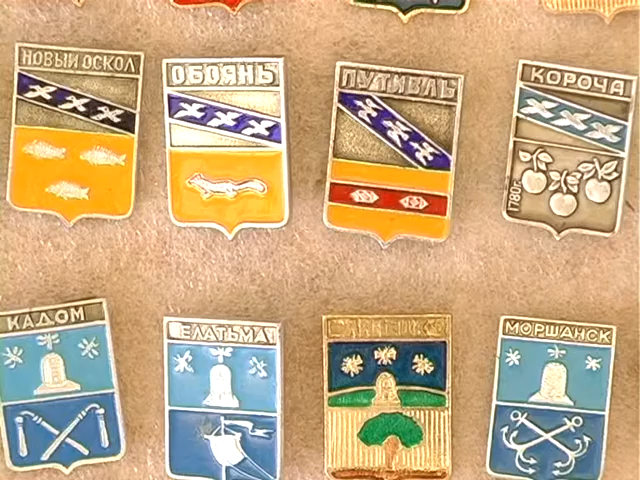 НОВЫЙ ОСКОЛ
ОБОЯНЬ
ПУТИВЛЬ
КОРОЧА
1780г.
КАДОМ
ЕЛАТЬМА
МОРШАНСК